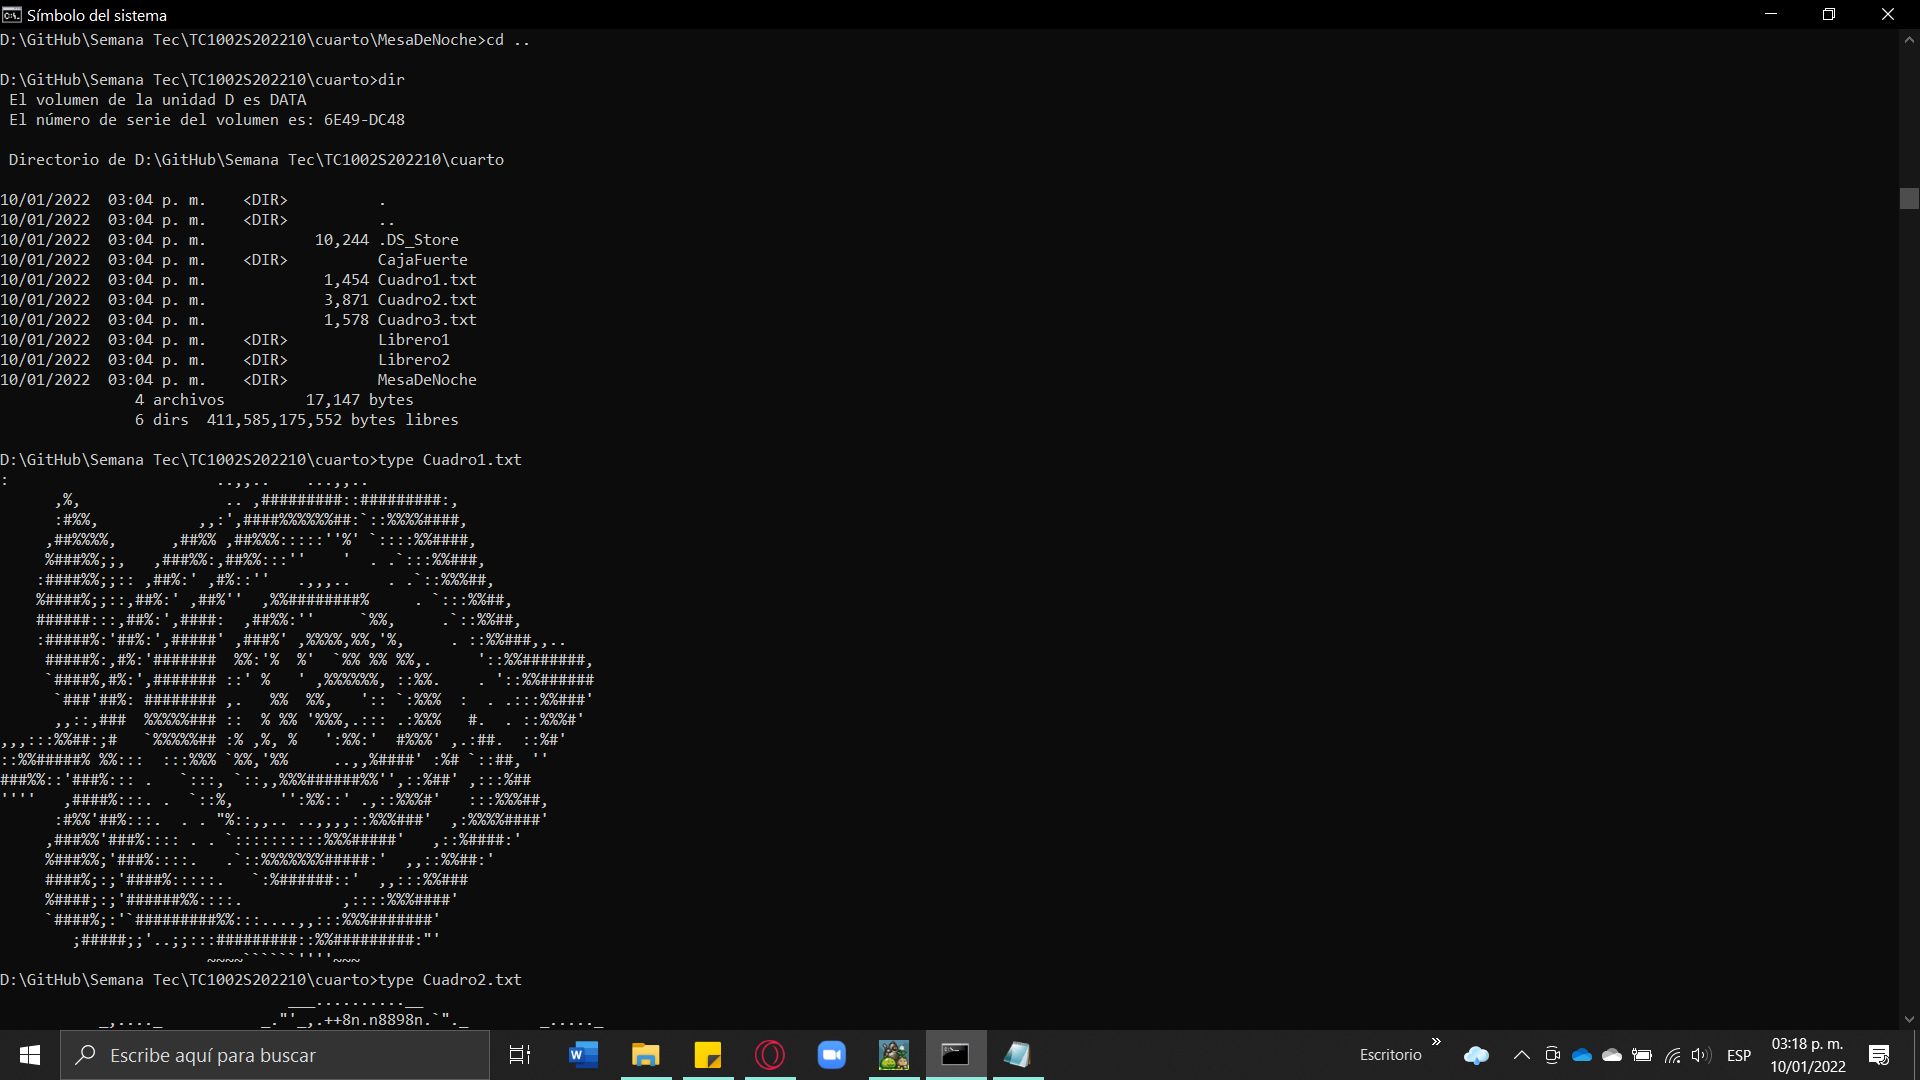 Símbolo del sistema
D:\GitHub\Semana Tec\TC1002S202210\cuarto\MesaDeNoche>cd ..
D:\GitHub\Semana Tec\TC1002S202210\cuarto>dir
 El volumen de la unidad D es DATA
 El número de serie del volumen es: 6E49-DC48
 Directorio de D:\GitHub\Semana Tec\TC1002S202210\cuarto
10/01/2022  03:04 p. m.    <DIR>          .
10/01/2022  03:04 p. m.    <DIR>          ..
10/01/2022  03:04 p. m.            10,244 .DS_Store
10/01/2022  03:04 p. m.    <DIR>          CajaFuerte
10/01/2022  03:04 p. m.             1,454 Cuadro1.txt
10/01/2022  03:04 p. m.             3,871 Cuadro2.txt
10/01/2022  03:04 p. m.             1,578 Cuadro3.txt
10/01/2022  03:04 p. m.    <DIR>          Librero1
10/01/2022  03:04 p. m.    <DIR>          Librero2
10/01/2022  03:04 p. m.    <DIR>          MesaDeNoche
               4 archivos         17,147 bytes
               6 dirs  411,585,175,552 bytes libres
D:\GitHub\Semana Tec\TC1002S202210\cuarto>type Cuadro1.txt
D:\GitHub\Semana Tec\TC1002S202210\cuarto>type Cuadro2.txt
Escribe aquí para buscar
Escritorio
ESP
03:18 p. m.
10/01/2022